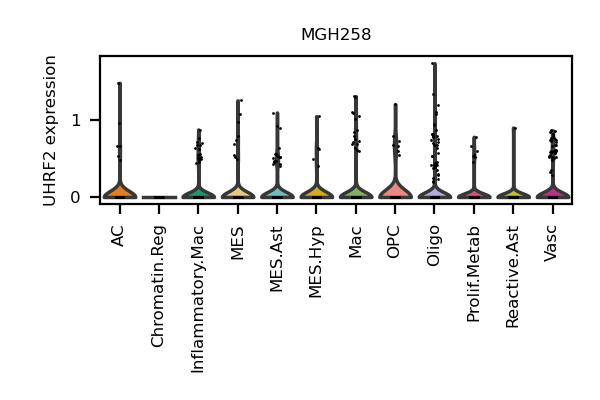 MGH258
UHRF2 expression
1
0
AC
Chromatin.Reg
Inflammatory.Mac
MES
MES.Ast
MES.Hyp
Mac
OPC
Oligo
Prolif.Metab
Reactive.Ast
Vasc